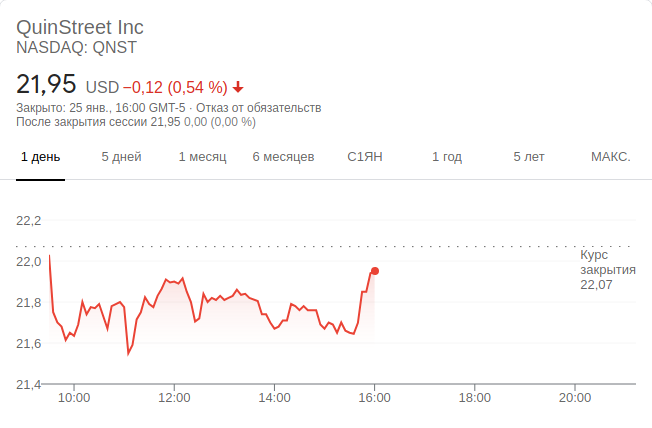 QuinStreet Inc
NASDAQ: QNST
21,95 USD −0,12 (0,54 %)
Закрыто: 25 янв., 16:00 GMT-5 · Отказ от обязательств
После закрытия сессии 21,95 0,00 (0,00 %)
1 день 5 дней 1 месяц 6 месяцев С1ЯН 1 год 5 лет МАКС.
22,2
22,0
21,8
21,6
21,4
Курс
закрытия
22,07
10:00 12:00 14:00 16:00 18:00 20:00